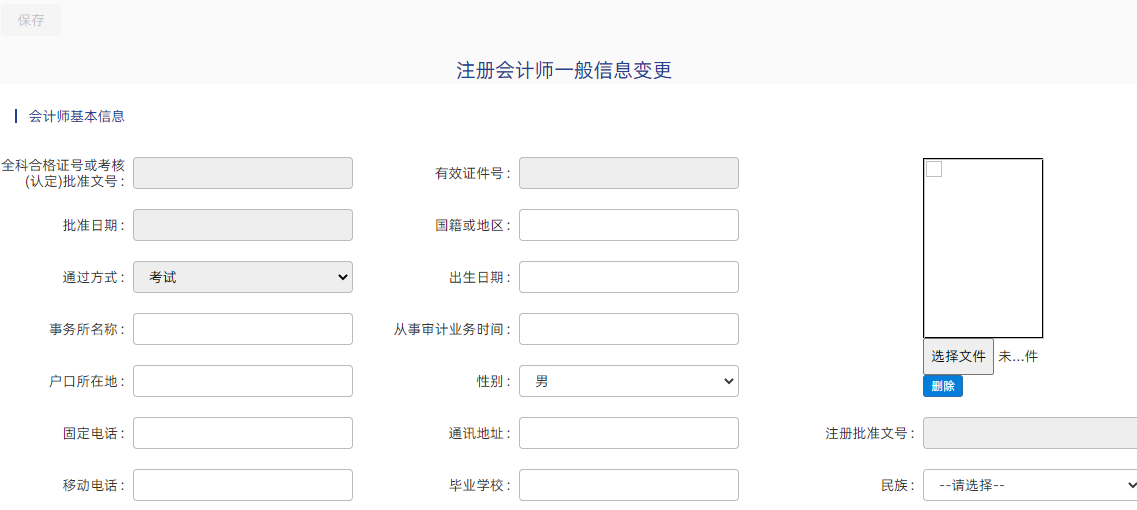 保存
注册会计师一般信息变更
会计师基本信息
全科合格证号或考核
(认定)批准文号：
有效证件号：
批准日期：
国籍或地区：
通过方式：
考试
出生日期：
事务所名称：
从事审计业务时间：
选择文件 未...件
户口所在地：
性别：
男
删除
固定电话：
通讯地址：
注册批准文号：
移动电话：
毕业学校：
民族：
--请选择--